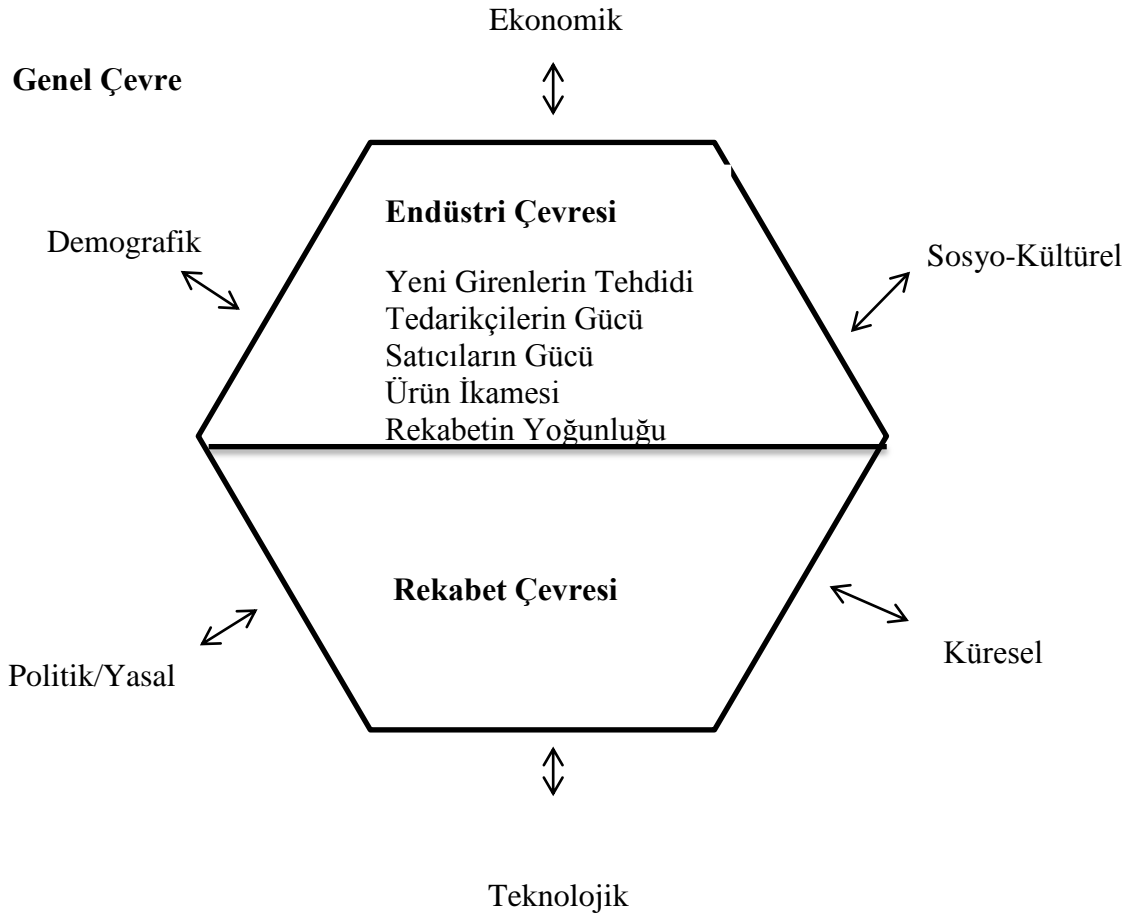 Ekonomik
Genel Çevre
Endüstri Çevresi
Demografik
Sosyo-Kültürel
Yeni Girenlerin Tehdidi
Tedarikçilerin Gücü
Satıcıların Gücü
Ürün İkamesi
Rekabetin Yoğunluğu
Rekabet Çevresi
Küresel
Politik/Yasal
Teknolojik